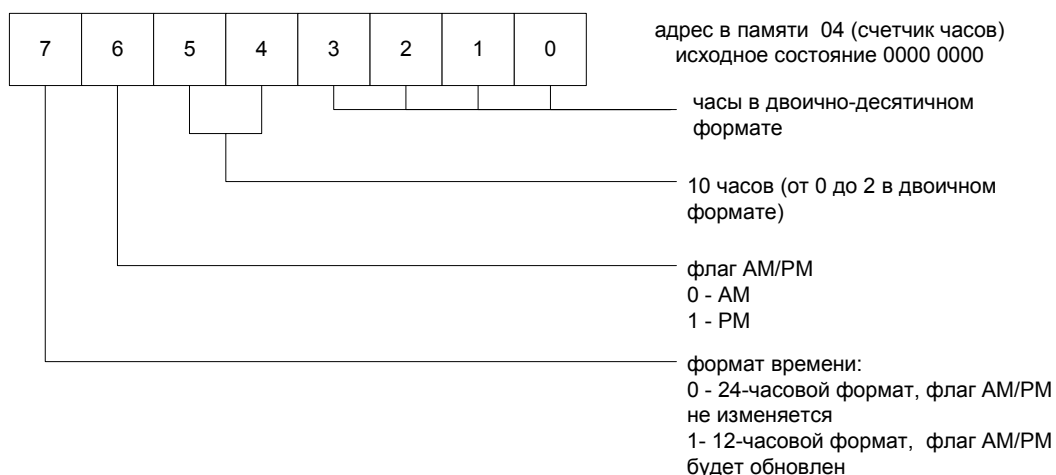 7 6 5 4 3 2 1 0
адрес в памяти 04 (счетчик часов)
исходное состояние 0000 0000
часы в двоично-десятичном
формате
10 часов (от 0 до 2 в двоичном
формате)
флаг AM/PM
0 - AM
1 - PM
формат времени:
0 - 24-часовой формат, флаг AM/PM
не изменяется
1- 12-часовой формат, флаг AM/PM
будет обновлен